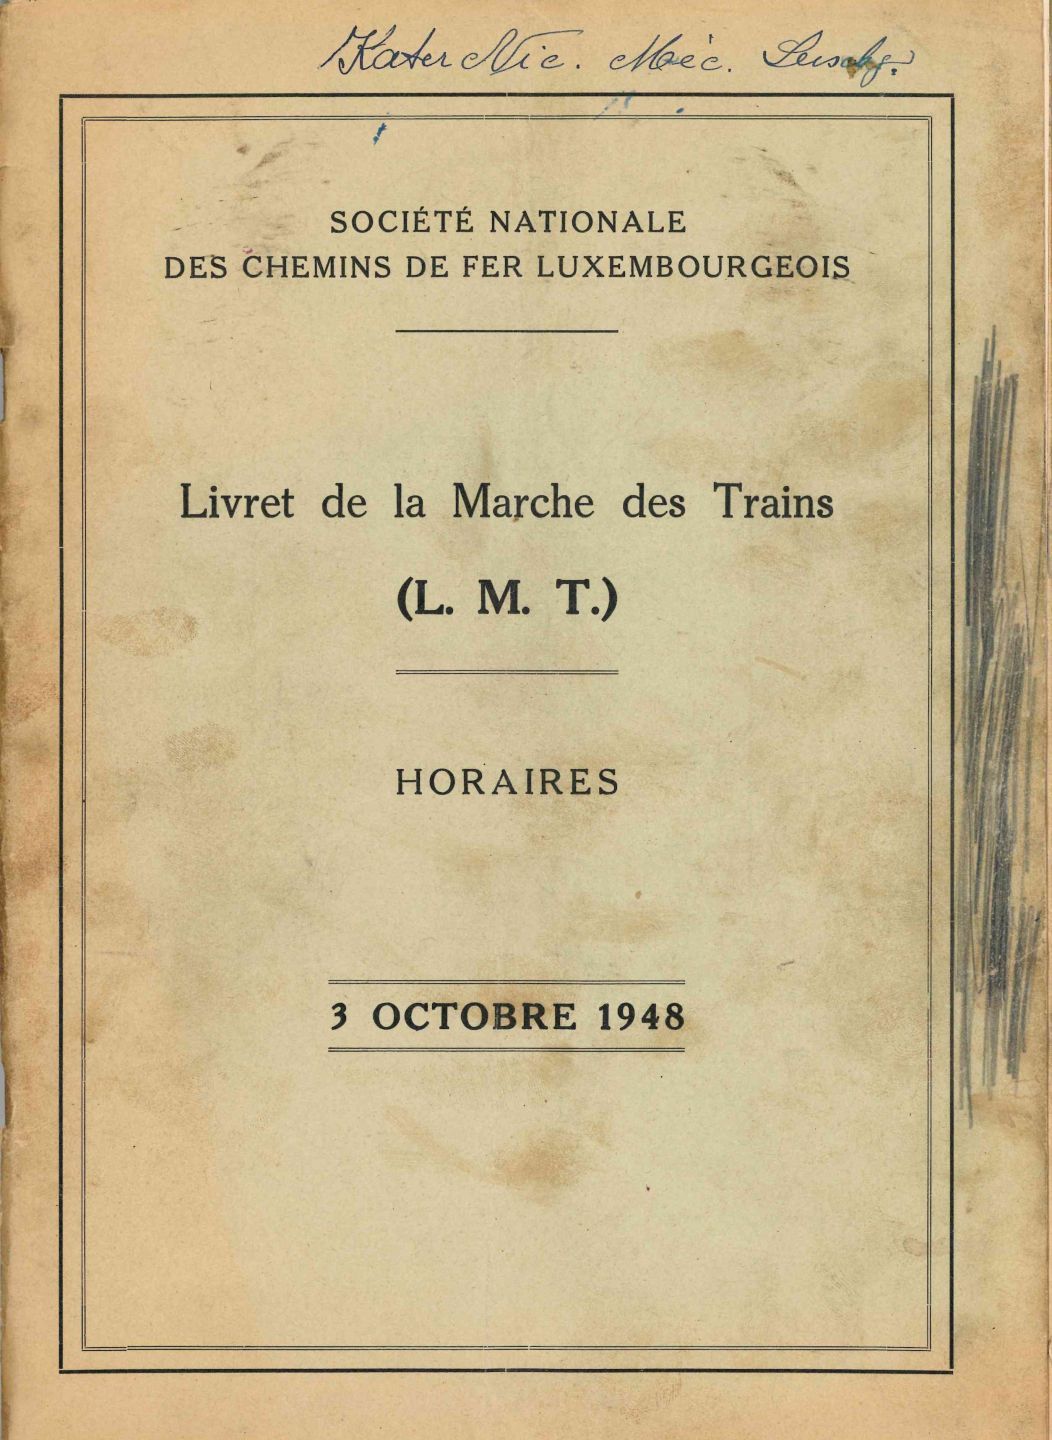 Kater Nic. Méc.
SOCIÉTÉ NATIONALE
DES CHEMINS DE FER LUXEMBOURGEOIS
Livret de la Marche des Trains
(L. M. T.)
HORAIRES
3 OCTOBRE 1948